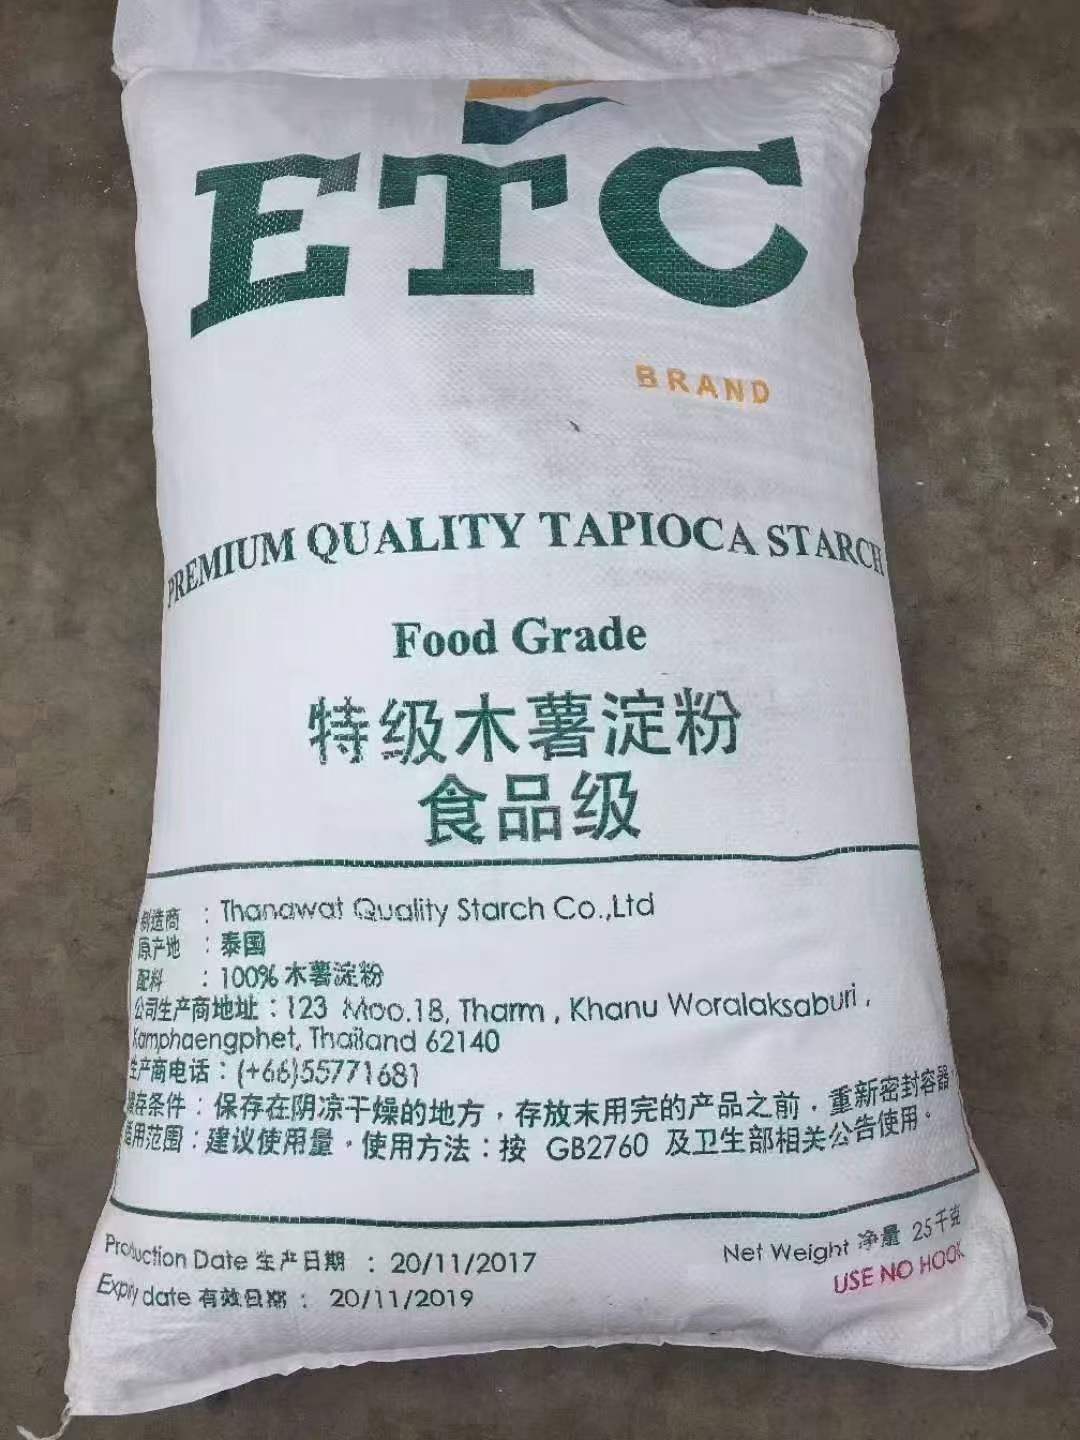 ETC
BRAND
PREMIUM QUALITY TAPIOCA STARCH
Food Grade
特级木薯淀粉
食品级
制造商 : Thanawat Quality Starch Co.,Ltd
原产地 : 泰国
配料 : 100% 木薯淀粉
公司生产商地址 : 123 Moo.18, Tharm , Khanu Woralaksaburi ,
Kamphaengphet, Thailand 62140
生产商电话 : (+66)55771681
储存条件 : 保存在阴凉干燥的地方，存放末用完的产品之前，重新密封容器。
适用范围 : 建议使用量，使用方法 : 按 GB2760 及卫生部相关公告使用。
Production Date 生产日期 : 20/11/2017
Expiry date 有效日期 : 20/11/2019
Net Weight 净量 25千克
USE NO HOOK